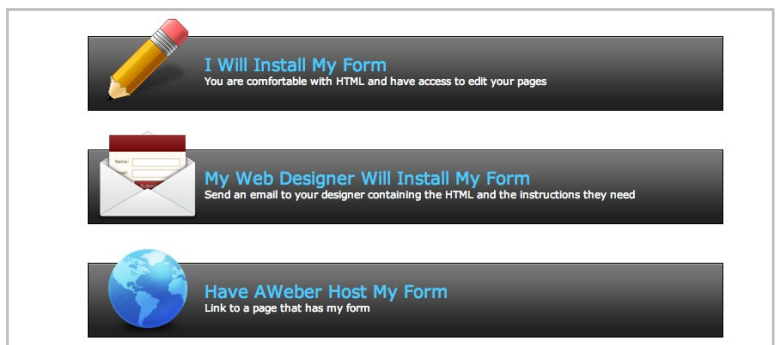 I Will Install My Form
You are comfortable with HTML and have access to edit your pages
Name:
My Web Designer Will Install My Form
Send an email to your designer containing the HTML and the instructions they need
Have AWeber Host My Form
Link to a page that has my form